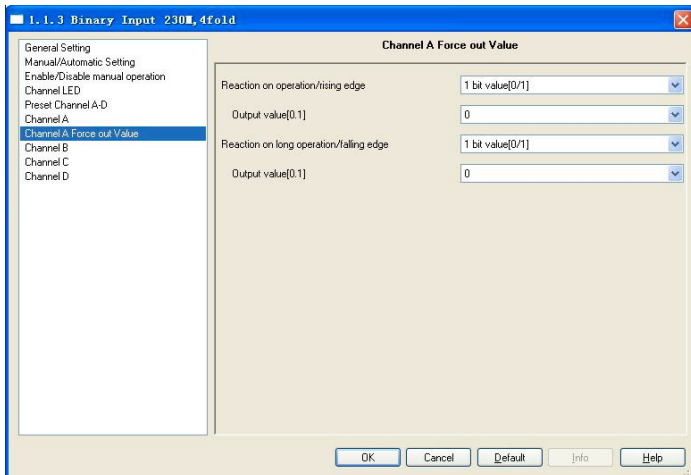 1.1.3 Binary Input 230M,4fold
General Setting
Manual/Automatic Setting
Enable/Disable manual operation
Channel LED
Preset Channel A-D
Channel A
Channel A Force out Value
Channel B
Channel C
Channel D
Channel A Force out Value
Reaction on operation/rising edge
1 bit value[0/1]
Output value[0.1]
0
Reaction on long operation/falling edge
1 bit value[0/1]
Output value[0.1]
0
OK
Cancel
Default
Info
Help